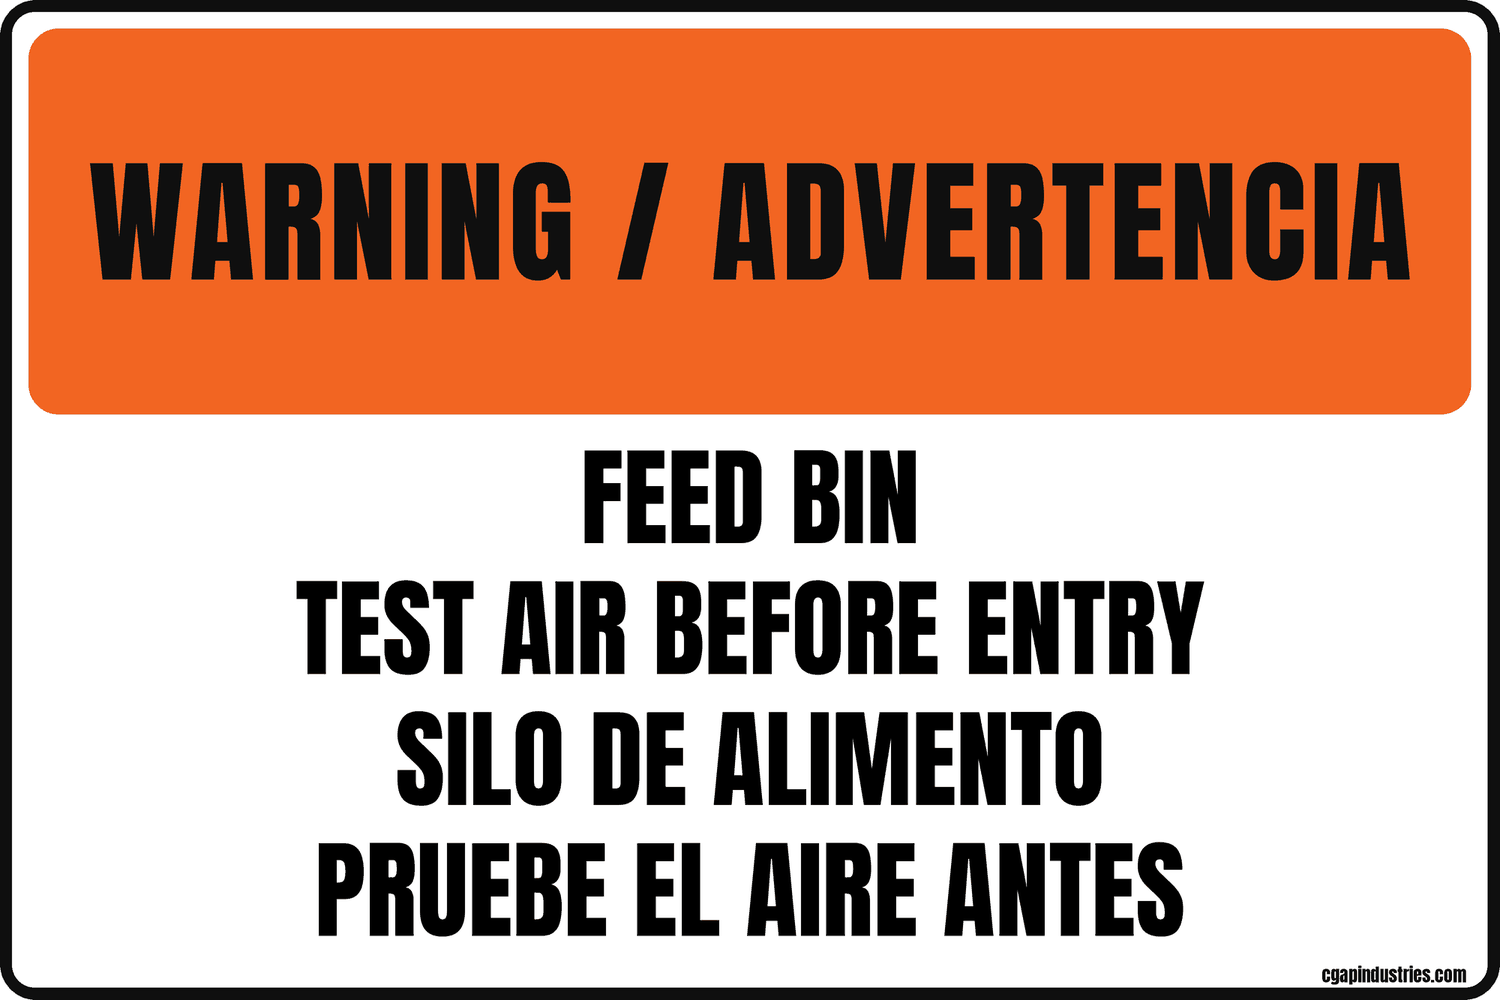 WARNING / ADVERTENCIA
FEED BIN
TEST AIR BEFORE ENTRY
SILO DE ALIMENTO
PRUEBE EL AIRE ANTES
cgapindustries.com